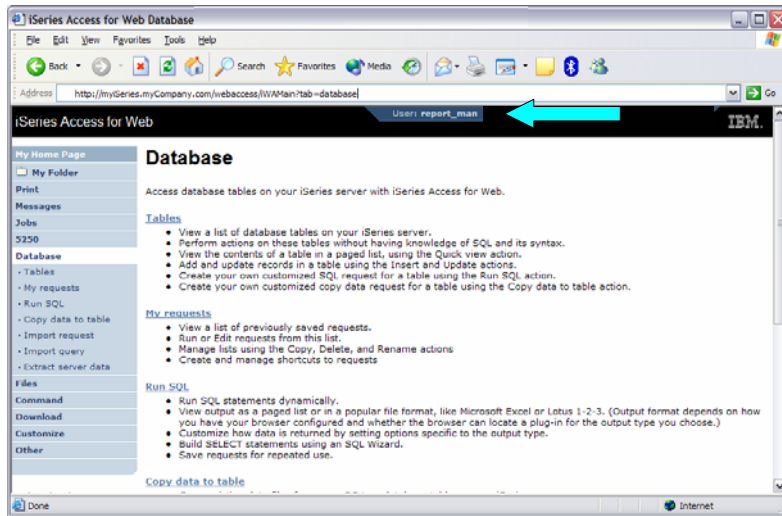 iSeries Access for Web Database
File Edit View Favorites Tools Help
Back Search Favorites Media
Address http://myiSeries.myCompany.com/webaccess/iWAMain?tab=database Go
iSeries Access for Web
User: report_man
IBM.
My Home Page
My Folder
Print
Messages
Jobs
5250
Database
• Tables
• My requests
• Run SQL
• Copy data to table
• Import request
• Import query
• Extract server data
Files
Command
Download
Customize
Other
Database
Access database tables on your iSeries server with iSeries Access for Web.
Tables
• View a list of database tables on your iSeries server.
• Perform actions on these tables without having knowledge of SQL and its syntax.
• View the contents of a table in a paged list, using the Quick view action.
• Add and update records in a table using the Insert and Update actions.
• Create your own customized SQL request for a table using the Run SQL action.
• Create your own customized copy data request for a table using the Copy data to table action.
My requests
• View a list of previously saved requests.
• Run or Edit requests from this list.
• Manage lists using the Copy, Delete, and Rename actions
• Create and manage shortcuts to requests
Run SQL
• Run SQL statements dynamically.
• View output as a paged list or in a popular file format, like Microsoft Excel or Lotus 1-2-3. (Output format depends on how
you have your browser configured and whether the browser can locate a plug-in for the output type you choose.)
• Customize how data is returned by setting options specific to the output type.
• Build SELECT statements using an SQL Wizard.
• Save requests for repeated use.
Copy data to table
Done
Internet